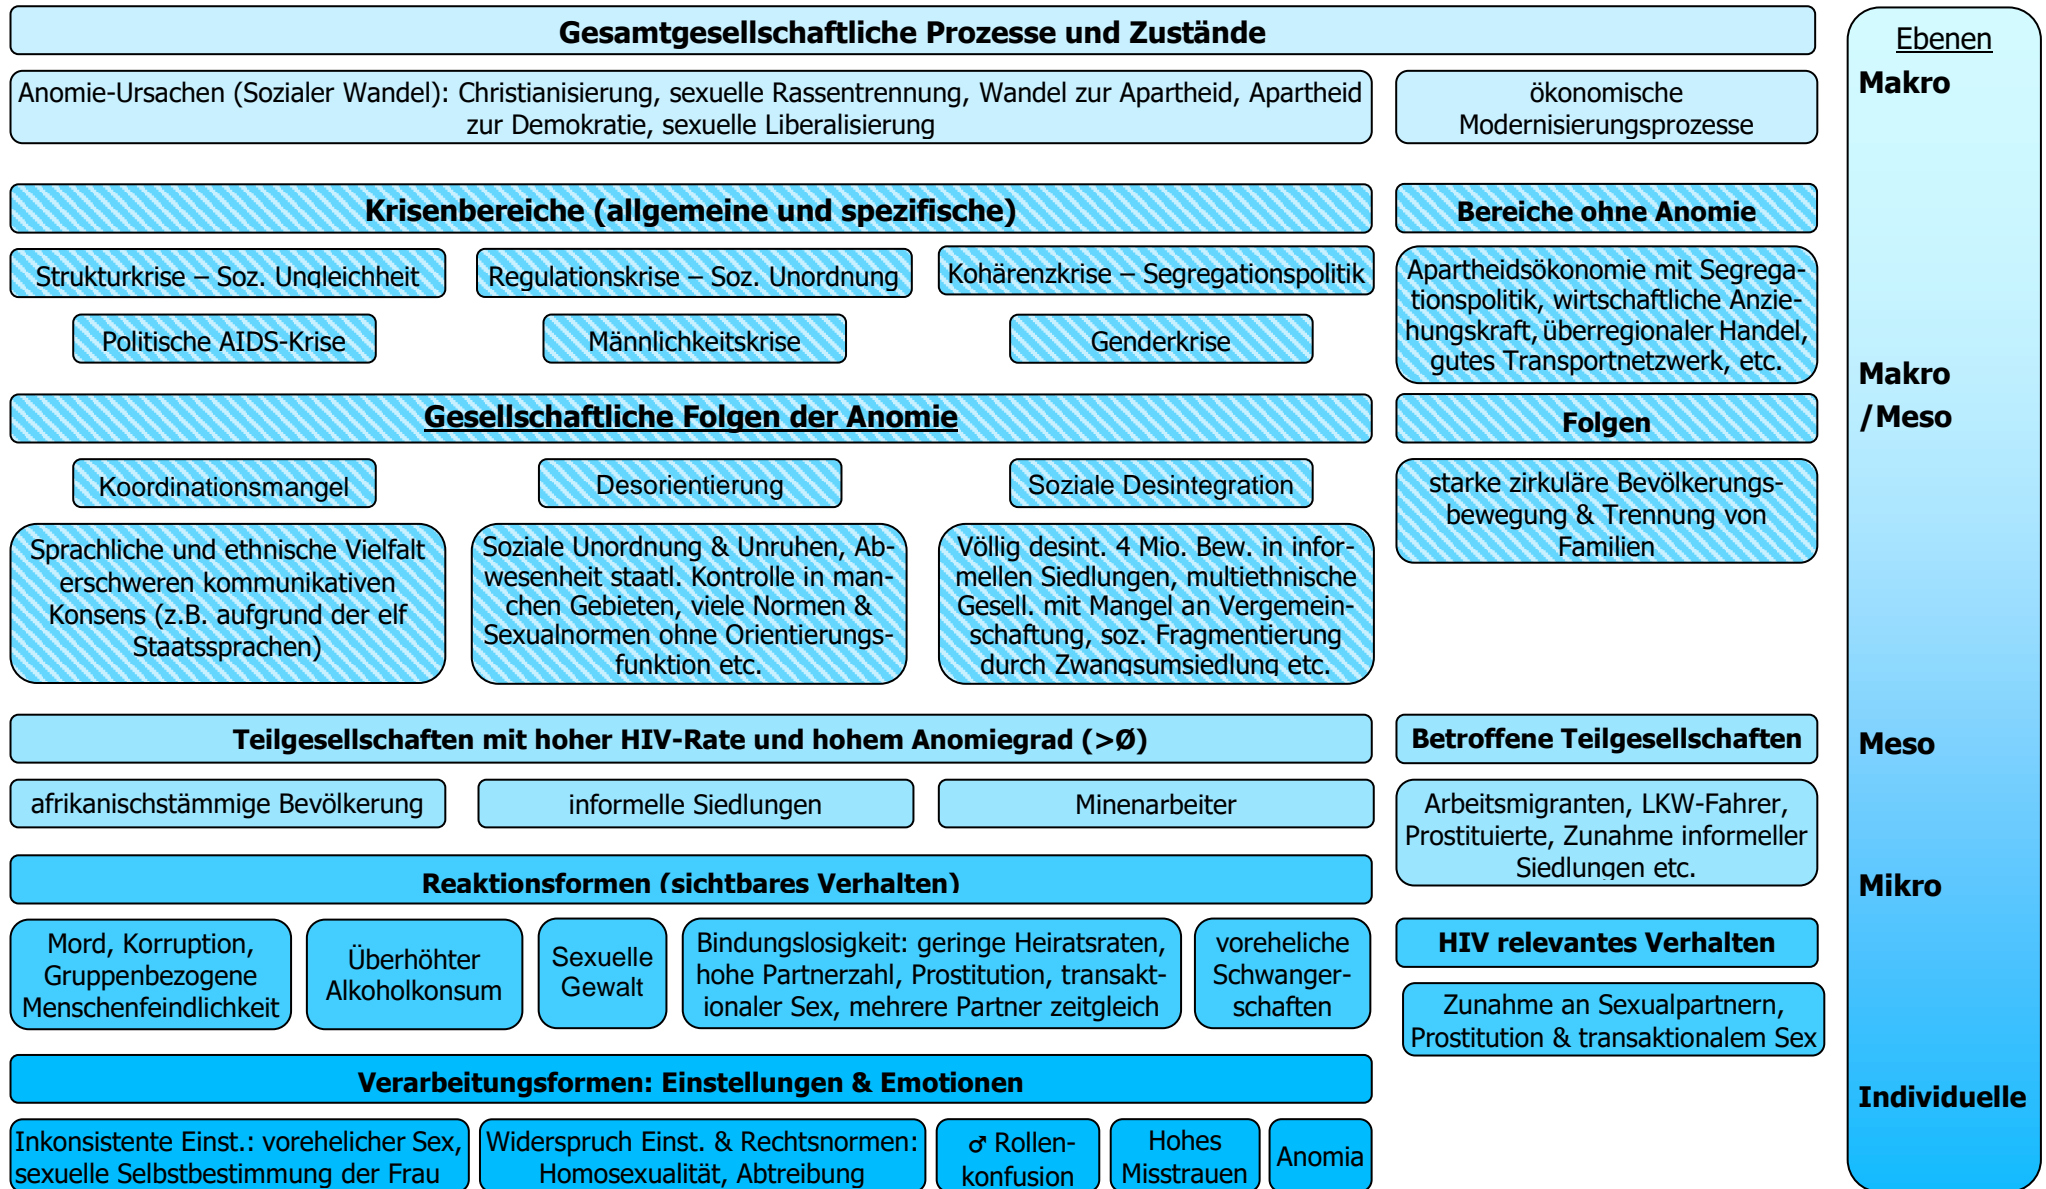 Gesamtgesellschaftliche Prozesse und Zustände
Anomie-Ursachen (Sozialer Wandel): Christianisierung, sexuelle Rassentrennung, Wandel zur Apartheid, Apartheid
zur Demokratie, sexuelle Liberalisierung
ökonomische
Modernisierungsprozesse
Krisenbereiche (allgemeine und spezifische)
Bereiche ohne Anomie
Strukturkrise – Soz. Ungleichheit
Regulationskrise – Soz. Unordnung
Kohärenzkrise – Segregationspolitik
Politische AIDS-Krise
Männlichkeitskrise
Genderkrise
Apartheidsökonomie mit Segrega-
tionspolitik, wirtschaftliche Anzie-
hungskraft, überregionaler Handel,
gutes Transportnetzwerk, etc.
Gesellschaftliche Folgen der Anomie
Folgen
Koordinationsmangel
Desorientierung
Soziale Desintegration
starke zirkuläre Bevölkerungs-
bewegung & Trennung von
Familien
Sprachliche und ethnische Vielfalt
erschweren kommunikativen
Konsens (z.B. aufgrund der elf
Staatssprachen)
Soziale Unordnung & Unruhen, Ab-
wesenheit staatl. Kontrolle in man-
chen Gebieten, viele Normen &
Sexualnormen ohne Orientierungs-
funktion etc.
Völlig desint. 4 Mio. Bew. in infor-
mellen Siedlungen, multiethnische
Gesell. mit Mangel an Vergemein-
schaftung, soz. Fragmentierung
durch Zwangsumsiedlung etc.
Teilgesellschaften mit hoher HIV-Rate und hohem Anomiegrad (>Ø)
Betroffene Teilgesellschaften
afrikanischstämmige Bevölkerung
informelle Siedlungen
Minenarbeiter
Arbeitsmigranten, LKW-Fahrer,
Prostituierte, Zunahme informeller
Siedlungen etc.
Reaktionsformen (sichtbares Verhalten)
Mord, Korruption,
Gruppenbezogene
Menschenfeindlichkeit
Überhöhter
Alkoholkonsum
Sexuelle
Gewalt
Bindungslosigkeit: geringe Heiratsraten,
hohe Partnerzahl, Prostitution, transakt-
ionaler Sex, mehrere Partner zeitgleich
voreheliche
Schwanger-
schaften
HIV relevantes Verhalten
Zunahme an Sexualpartnern,
Prostitution & transaktionalem Sex
Verarbeitungsformen: Einstellungen & Emotionen
Inkonsistente Einst.: vorehelicher Sex,
sexuelle Selbstbestimmung der Frau
Widerspruch Einst. & Rechtsnormen:
Homosexualität, Abtreibung
♂ Rollen-
konfusion
Hohes
Misstrauen
Anomia
Ebenen
Makro
Makro
/Meso
Meso
Mikro
Individuelle